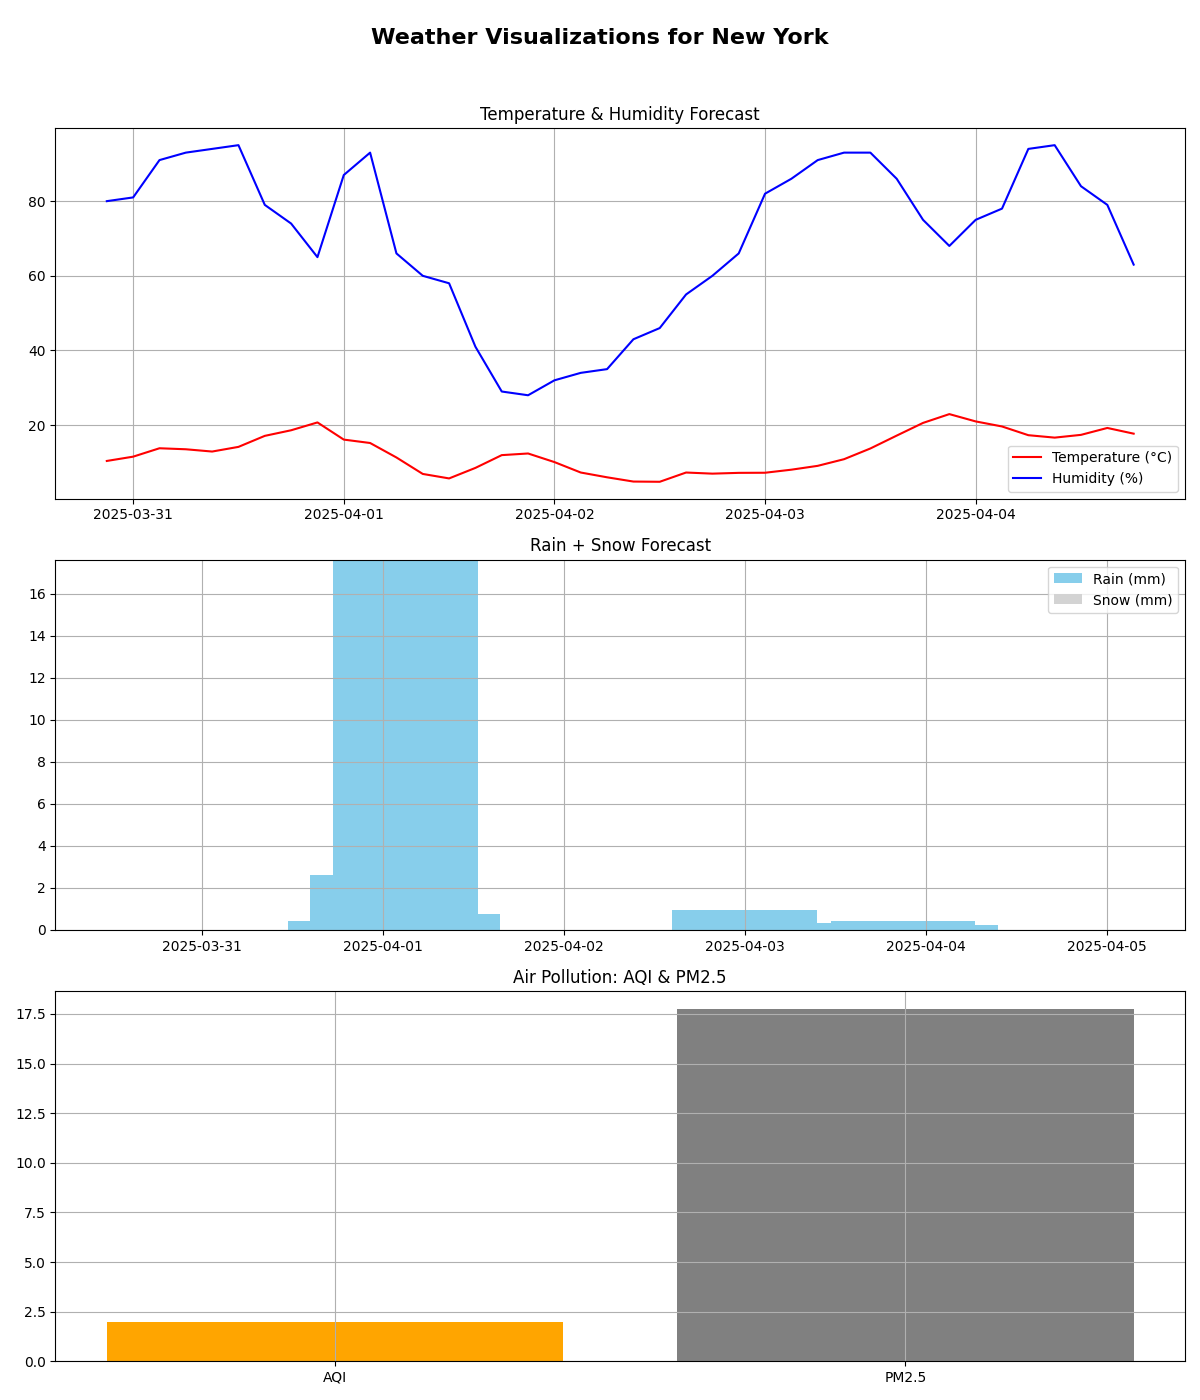 Weather Visualizations for New York
Temperature & Humidity Forecast
80
60
40
20
Temperature (°C)
Humidity (%)
2025-03-31 2025-04-01 2025-04-02 2025-04-03 2025-04-04
Rain + Snow Forecast
Rain (mm)
Snow (mm)
16
14
12
10
8
6
4
2
0
2025-03-31 2025-04-01 2025-04-02 2025-04-03 2025-04-04 2025-04-05
Air Pollution: AQI & PM2.5
17.5
15.0
12.5
10.0
7.5
5.0
2.5
0.0
AQI PM2.5